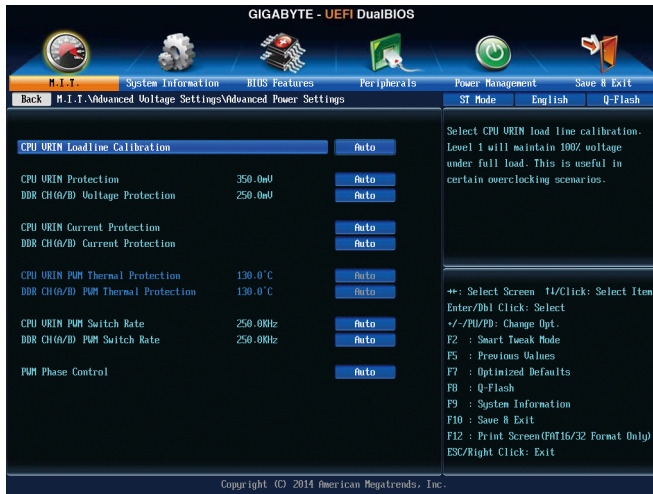 GIGABYTE - UEFI DualBIOS
M.I.T. System Information BIOS Features Peripherals Power Management Save & Exit
Back M.I.T.\Advanced Voltage Settings\Advanced Power Settings ST Mode English Q-Flash
CPU VRIN Loadline Calibration Auto
CPU VRIN Protection 350.0mV Auto
DDR CH(A/B) Voltage Protection 250.0mV Auto
CPU VRIN Current Protection Auto
DDR CH(A/B) Current Protection Auto
CPU VRIN PWM Thermal Protection 130.0°C Auto
DDR CH(A/B) PWM Thermal Protection 130.0°C Auto
CPU VRIN PWM Switch Rate 250.0KHz Auto
DDR CH(A/B) PWM Switch Rate 250.0KHz Auto
PWM Phase Control Auto
Select CPU VRIN load line calibration.
Level 1 will maintain 100% voltage
under full load. This is useful in
certain overclocking scenarios.
→←: Select Screen ↑↓/Click: Select Item
Enter/Dbl Click: Select
+/-/PU/PD: Change Opt.
F2 : Smart Tweak Mode
F5 : Previous Values
F7 : Optimized Defaults
F8 : Q-Flash
F9 : System Information
F10 : Save & Exit
F12 : Print Screen(FAT16/32 Format Only)
ESC/Right Click: Exit
Copyright (C) 2014 American Megatrends, Inc.